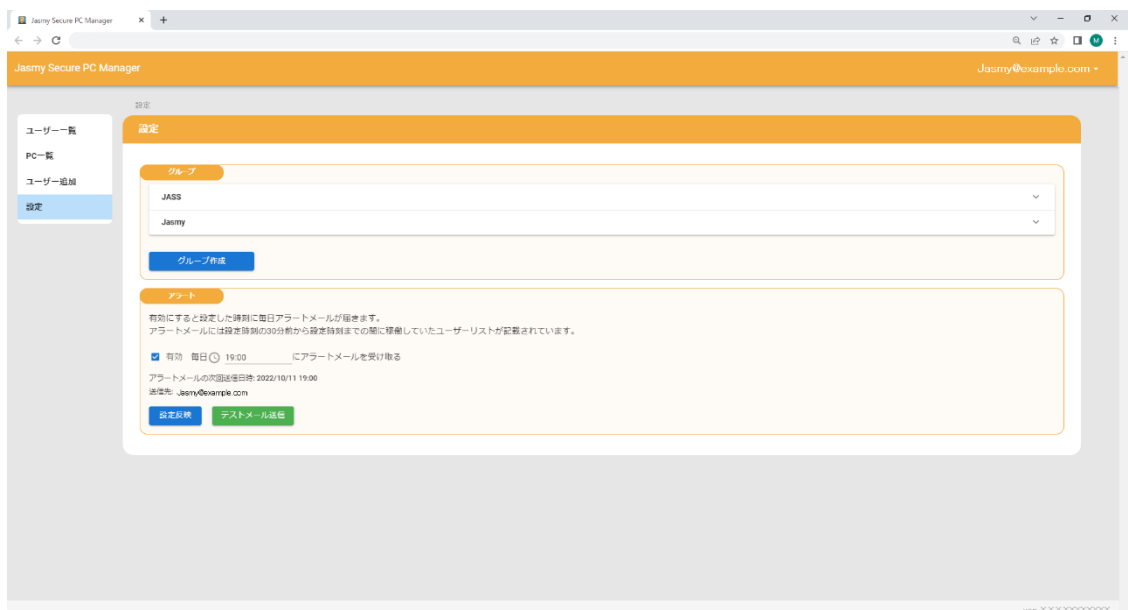 Jasmy Secure PC Manager
Jasmy Secure PC Manager
Jasmy@example.com
設定
ユーザー一覧
PC一覧
ユーザー追加
設定
設定
グループ
JASS
Jasmy
グループ作成
アラート
有効にすると設定した時刻に毎日アラートメールが届きます。
アラートメールには設定時刻の30分前から設定時刻までの間に稼働していたユーザーリストが記載されています。
有効 毎日 19:00 にアラートメールを受け取る
アラートメールの次回送信日時: 2022/10/11 19:00
送信先: Jasmy@example.com
設定反映 テストメール送信